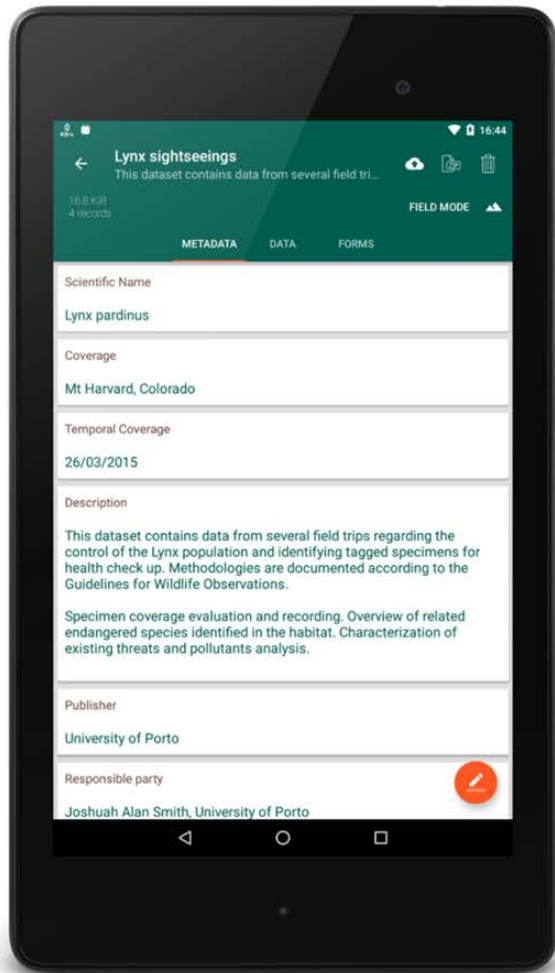 0
KB/s
16:44
Lynx sightseeings
This dataset contains data from several field tri...
16.8 KiB
4 records
FIELD MODE
METADATA DATA FORMS
Scientific Name
Lynx pardinus
Coverage
Mt Harvard, Colorado
Temporal Coverage
26/03/2015
Description
This dataset contains data from several field trips regarding the
control of the Lynx population and identifying tagged specimens for
health check up. Methodologies are documented according to the
Guidelines for Wildlife Observations.
Specimen coverage evaluation and recording. Overview of related
endangered species identified in the habitat. Characterization of
existing threats and pollutants analysis.
Publisher
University of Porto
Responsible party
Joshuah Alan Smith, University of Porto